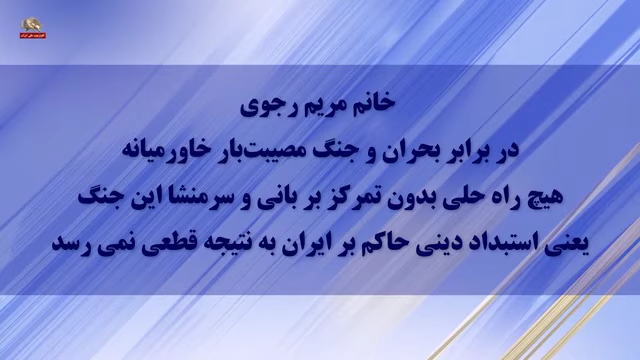 خانم مریم رجوی
در برابر بحران و جنگ مصیبت‌بار خاورمیانه
هیچ راه حلی بدون تمرکز بر بانی و سرمنشا این جنگ
یعنی استبداد دینی حاکم بر ایران به نتیجه قطعی نمی رسد